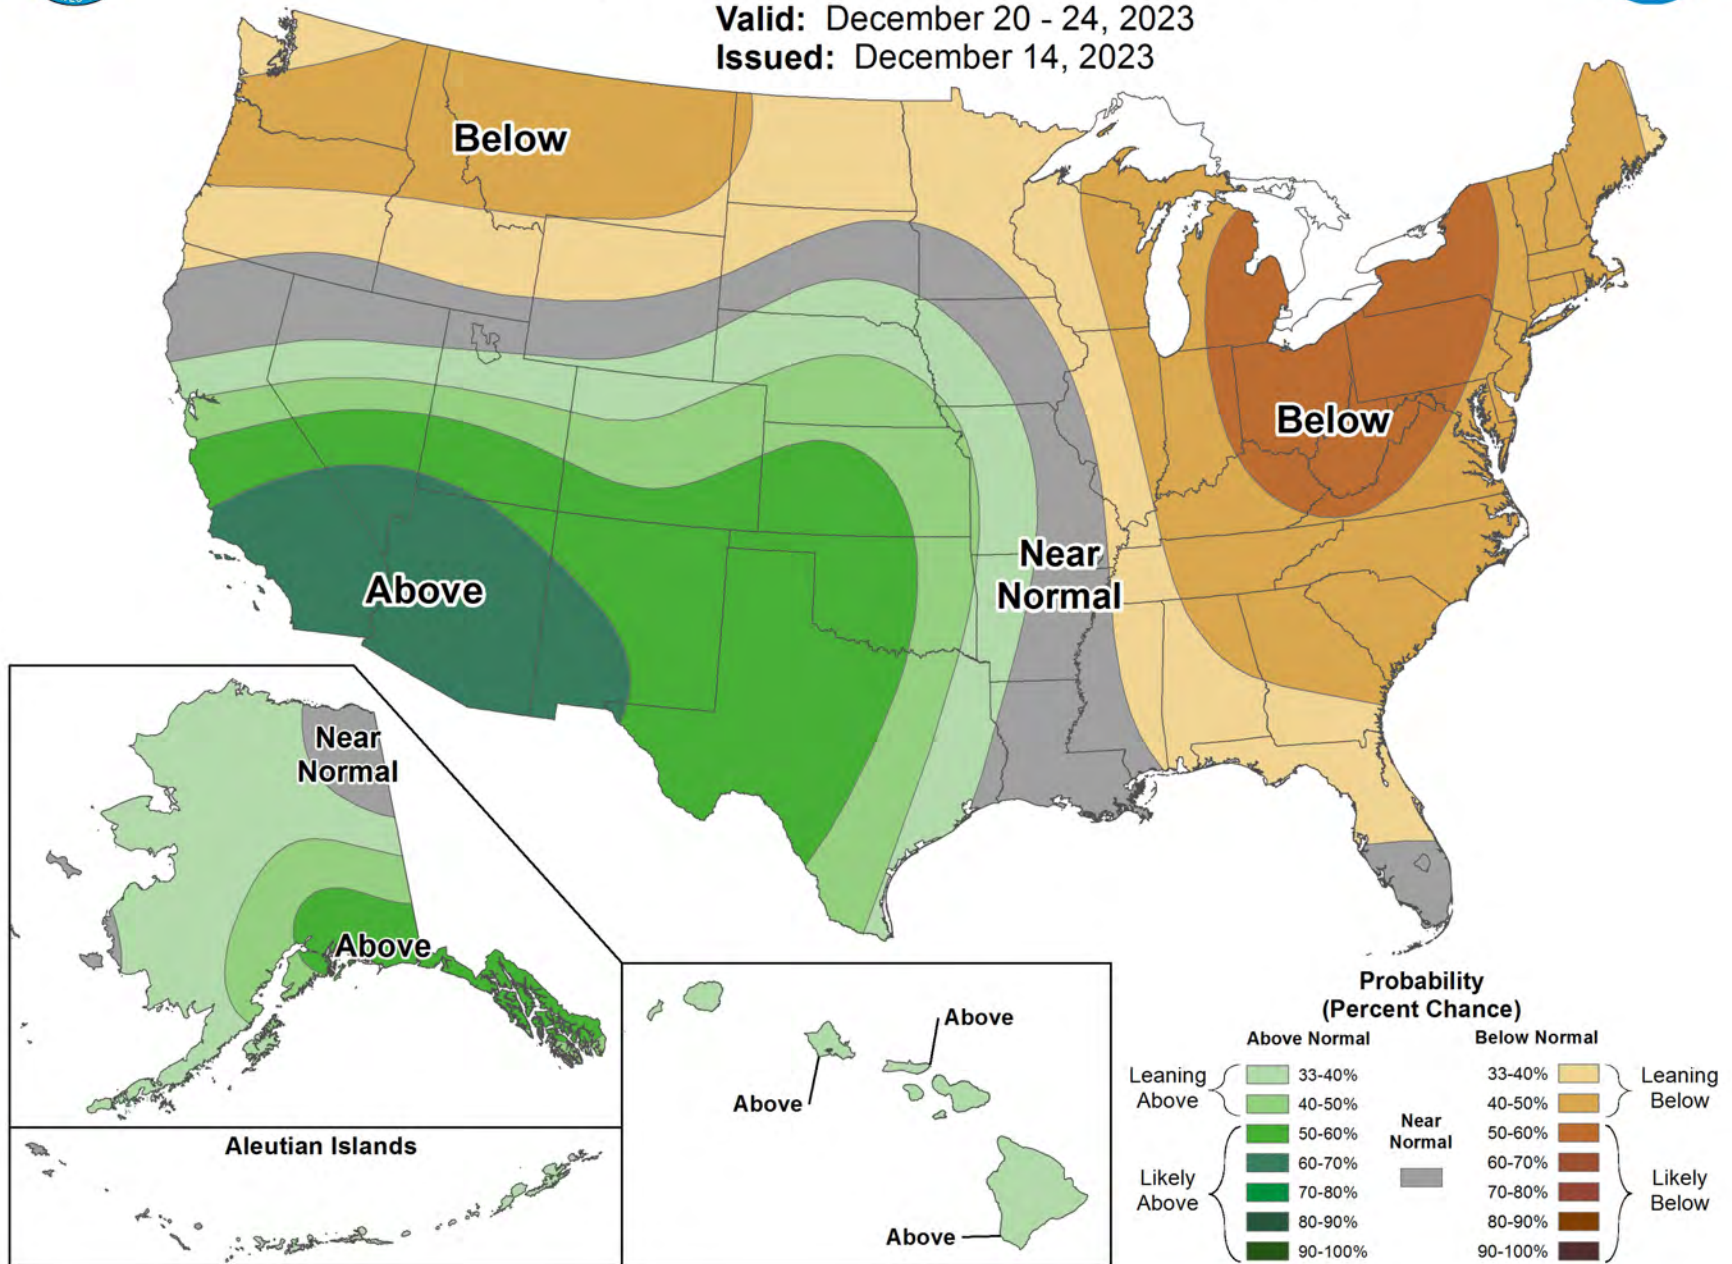 Valid: December 20 - 24, 2023
Issued: December 14, 2023
Below
Below
Near
Normal
Above
Near
Normal
Above
Above
Above
Above
Aleutian Islands
Probability
(Percent Chance)
Above Normal
Below Normal
Leaning
Above
33-40%
40-50%
Likely
Above
50-60%
60-70%
70-80%
80-90%
90-100%
Near
Normal
33-40%
40-50%
Leaning
Below
50-60%
60-70%
70-80%
80-90%
90-100%
Likely
Below